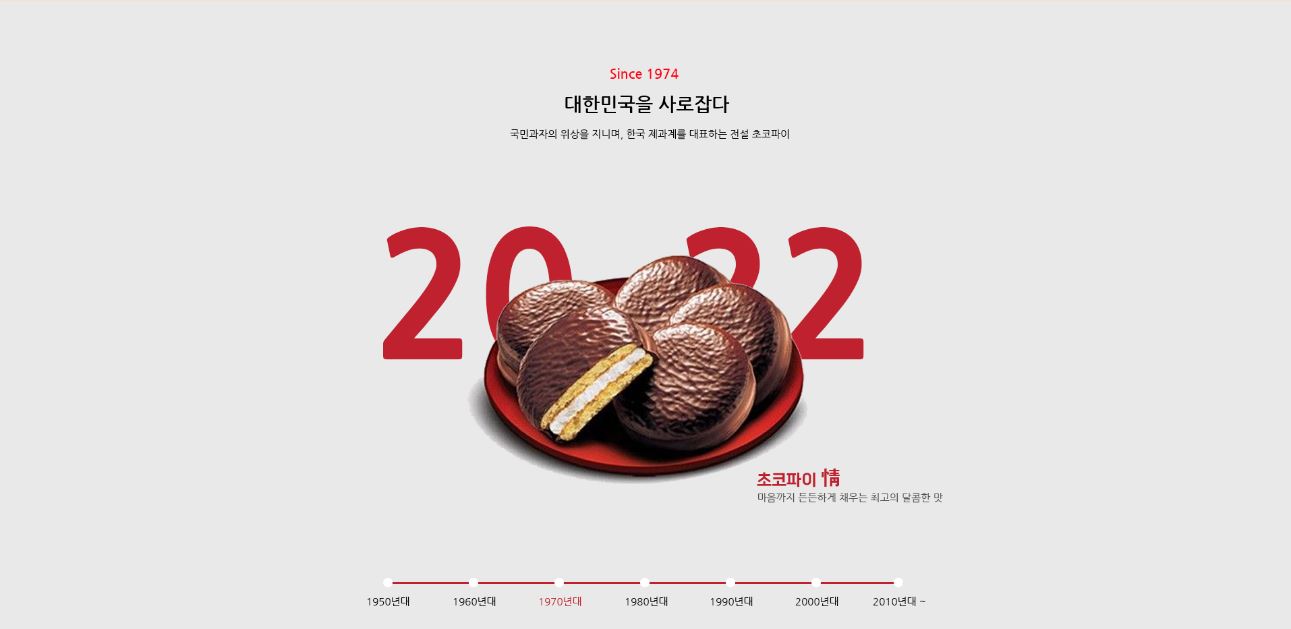 Since 1974
대한민국을 사로잡다
국민과자의 위상을 지니며, 한국 제과계를 대표하는 전설 초코파이
2022
초코파이 情
마음까지 든든하게 채우는 최고의 달콤한 맛
1950년대 1960년대 1970년대 1980년대 1990년대 2000년대 2010년대 ~